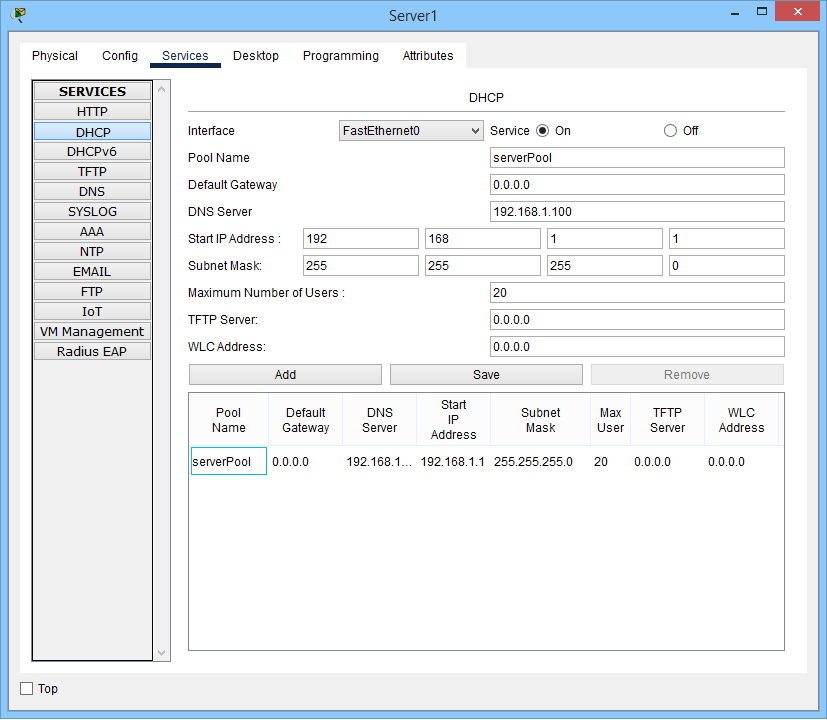 Server1
Physical Config Services Desktop Programming Attributes
SERVICES
HTTP
DHCP
DHCPv6
TFTP
DNS
SYSLOG
AAA
NTP
EMAIL
FTP
IoT
VM Management
Radius EAP
DHCP
Interface FastEthernet0 Service On Off
Pool Name serverPool
Default Gateway 0.0.0.0
DNS Server 192.168.1.100
Start IP Address : 192 168 1 1
Subnet Mask: 255 255 255 0
Maximum Number of Users : 20
TFTP Server: 0.0.0.0
WLC Address: 0.0.0.0
Add Save Remove
Pool Name Default Gateway DNS Server Start IP Address Subnet Mask Max User TFTP Server WLC Address
serverPool 0.0.0.0 192.168.1... 192.168.1.1 255.255.255.0 20 0.0.0.0 0.0.0.0
Top